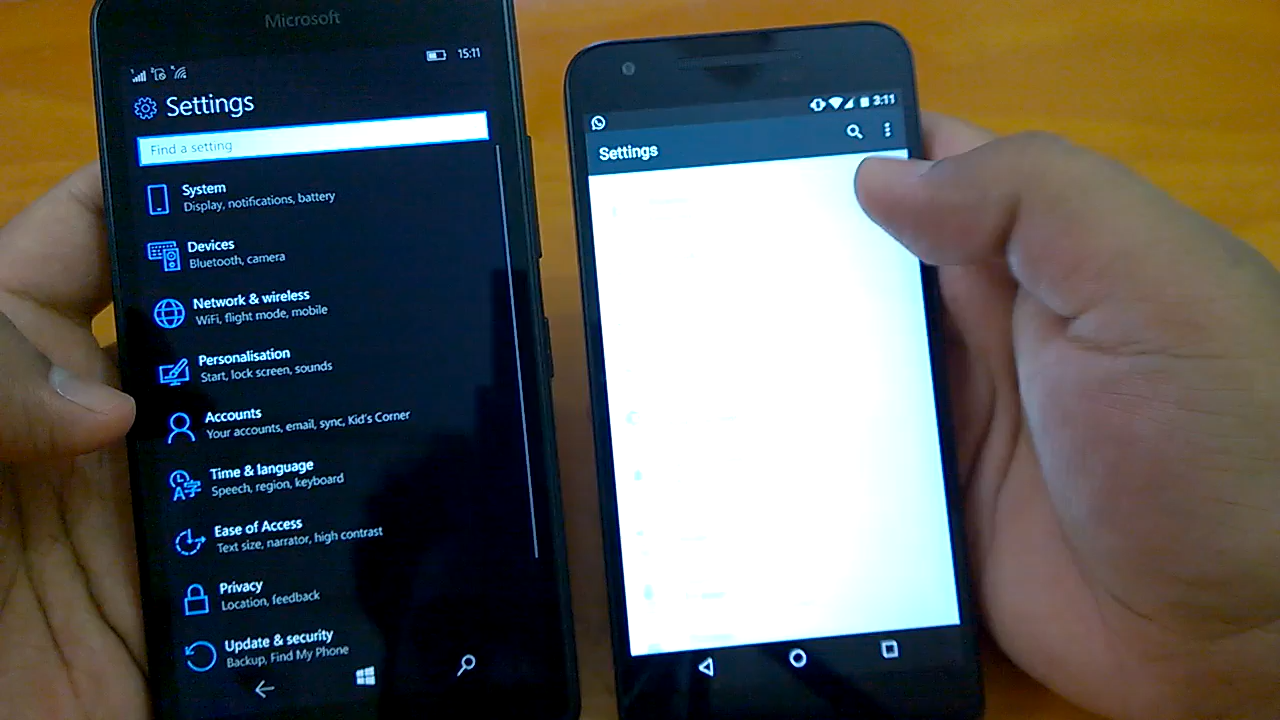 Microsoft
15:11
Settings
Find a setting
System
Display, notifications, battery
Devices
Bluetooth, camera
Network & wireless
WiFi, flight mode, mobile
Personalisation
Start, lock screen, sounds
Accounts
Your accounts, email, sync, Kid's Corner
Time & language
Speech, region, keyboard
Ease of Access
Text size, narrator, high contrast
Privacy
Location, feedback
Update & security
Backup, Find My Phone
3:11
Settings